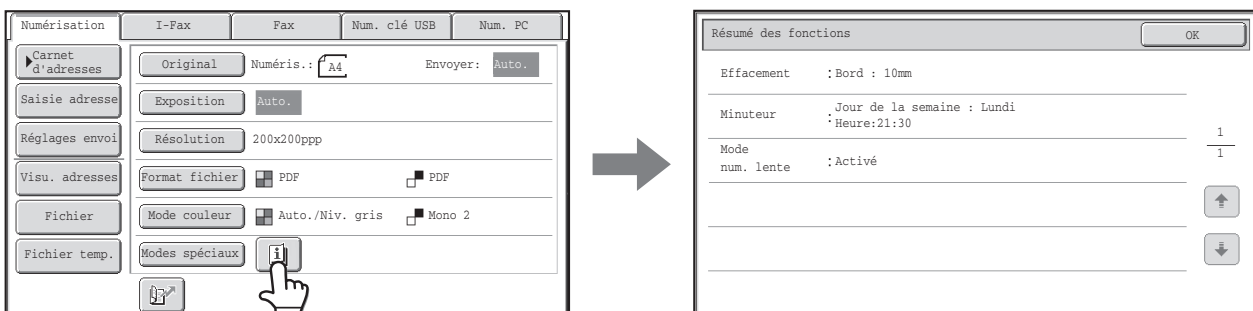 Numérisation I-Fax Fax Num. clé USB Num. PC
Carnet
d'adresses
Original Numéris.: A4 Envoyer: Auto.
Saisie adresse
Exposition Auto.
Réglages envoi
Résolution 200x200ppp
Visu. adresses
Format fichier PDF PDF
Fichier
Mode couleur Auto./Niv. gris Mono 2
Fichier temp.
Modes spéciaux
Résumé des fonctions OK
Effacement : Bord : 10mm
Minuteur : Jour de la semaine : Lundi
Heure:21:30
Mode
num. lente : Activé
1
1